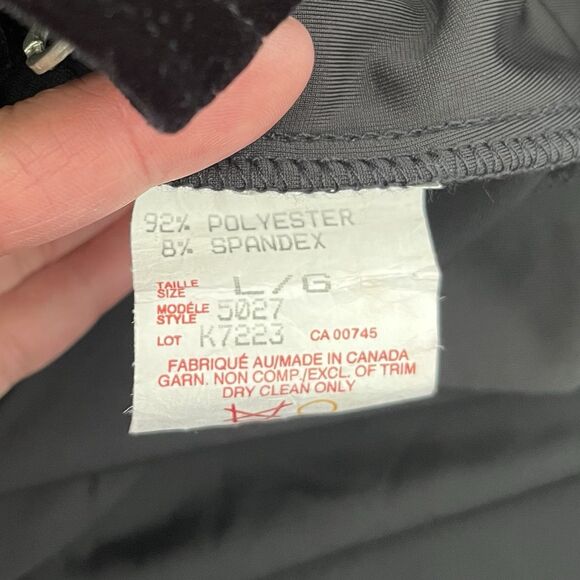 92% POLYESTER
8% SPANDEX
TAILLE
SIZE L/G
MODÈLE
STYLE 5027
LOT K7223 CA 00745
FABRIQUÉ AU/MADE IN CANADA
GARN. NON COMP./EXCL. OF TRIM
DRY CLEAN ONLY